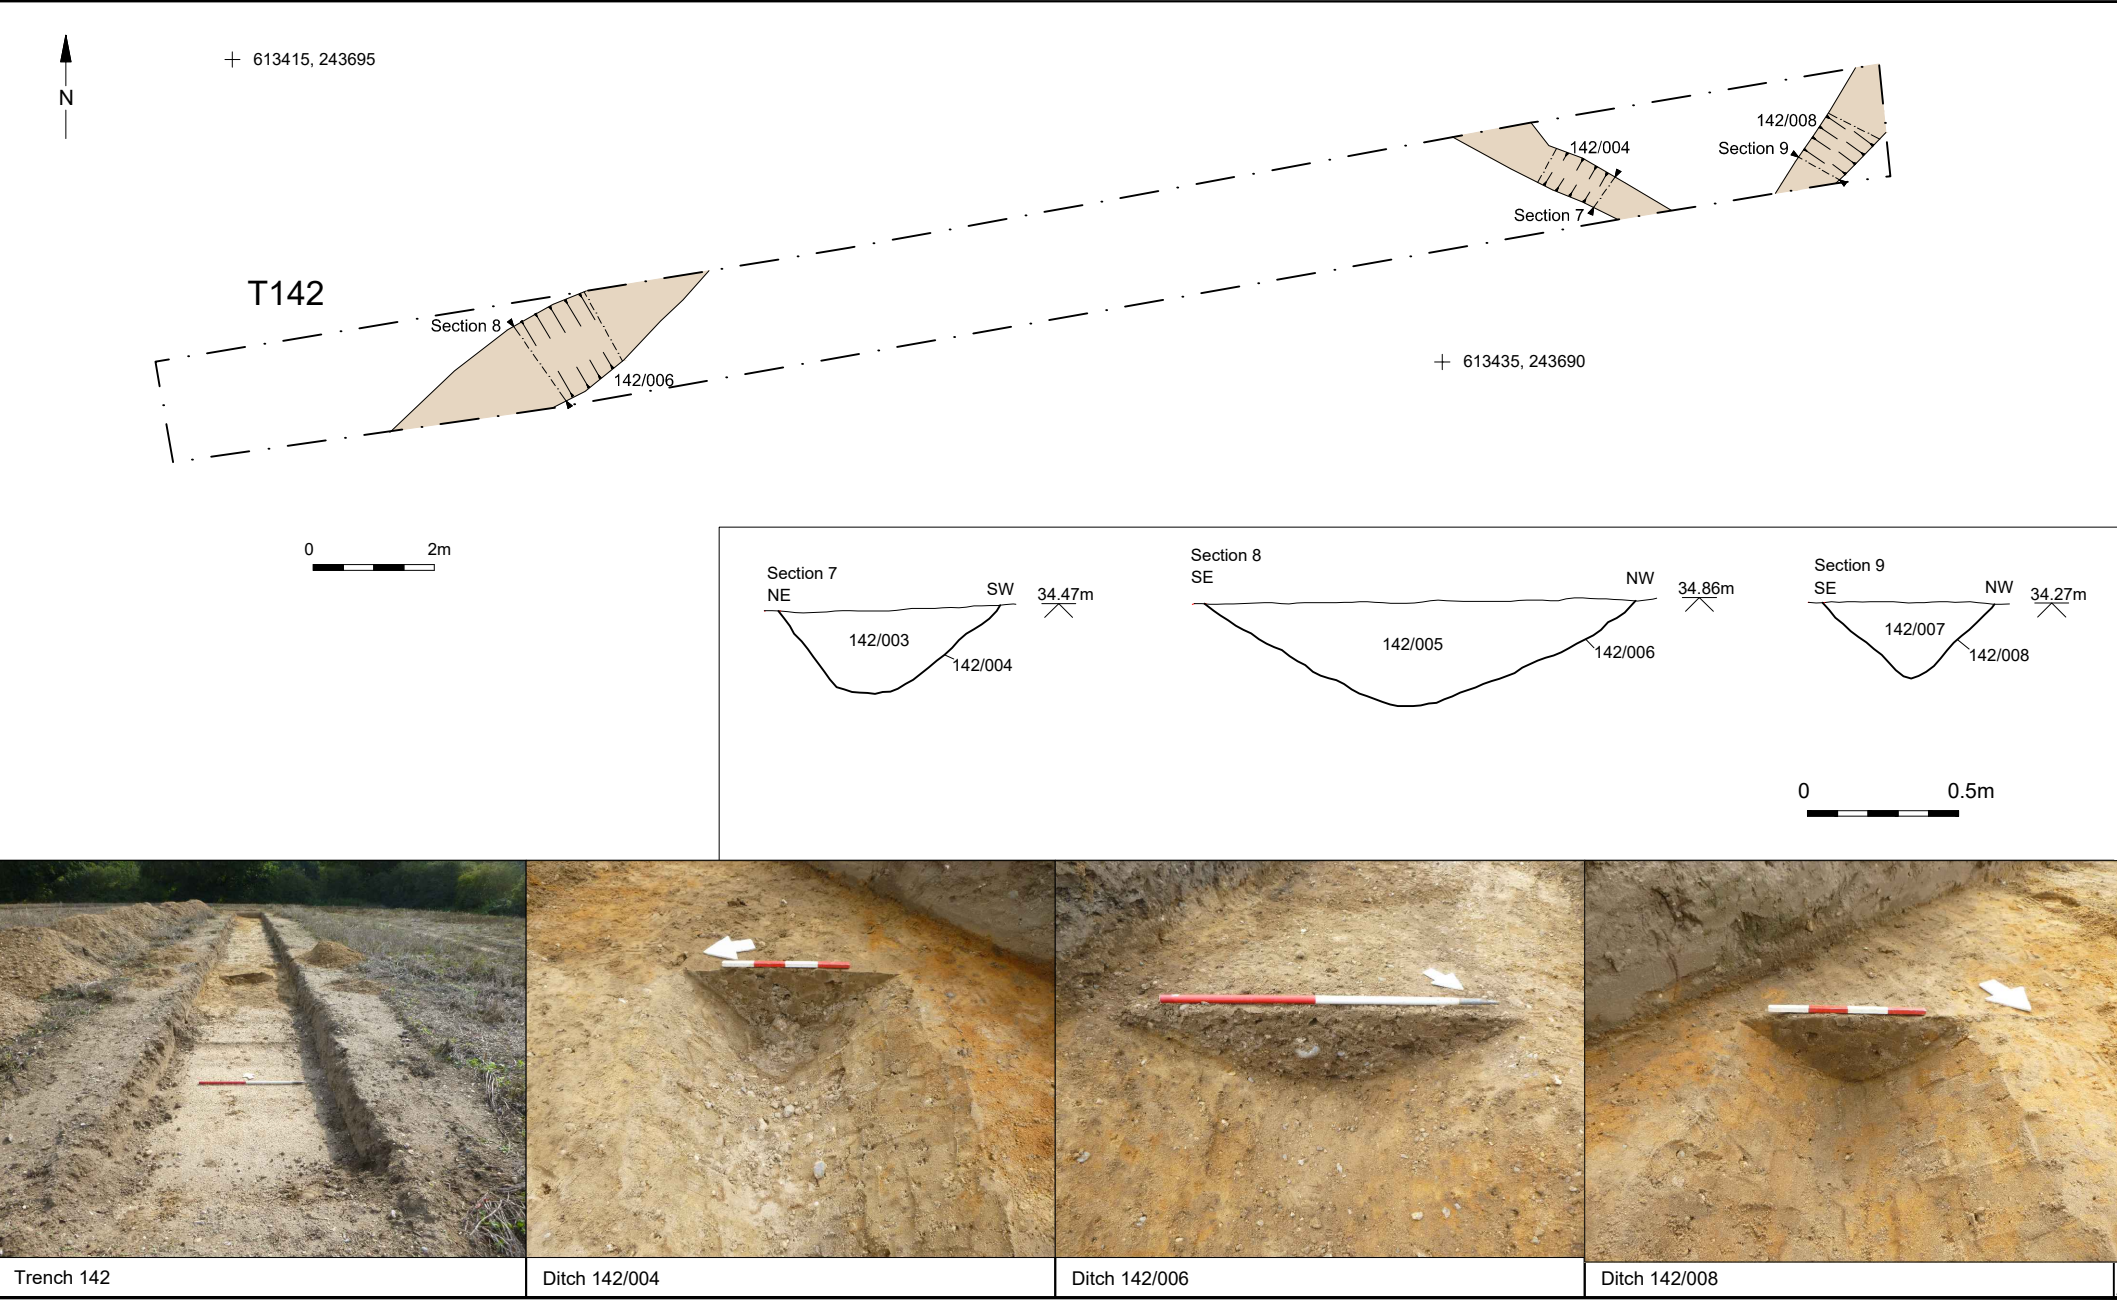 N
613415, 243695
142/008
Section 9
142/004
Section 7
T142
Section 8
142/006
613435, 243690
0 2m
Section 7
NE SW 34.47m
142/003
142/004
Section 8
SE NW 34.86m
142/005
142/006
Section 9
SE NW 34.27m
142/007
142/008
0 0.5m
Trench 142
Ditch 142/004
Ditch 142/006
Ditch 142/008